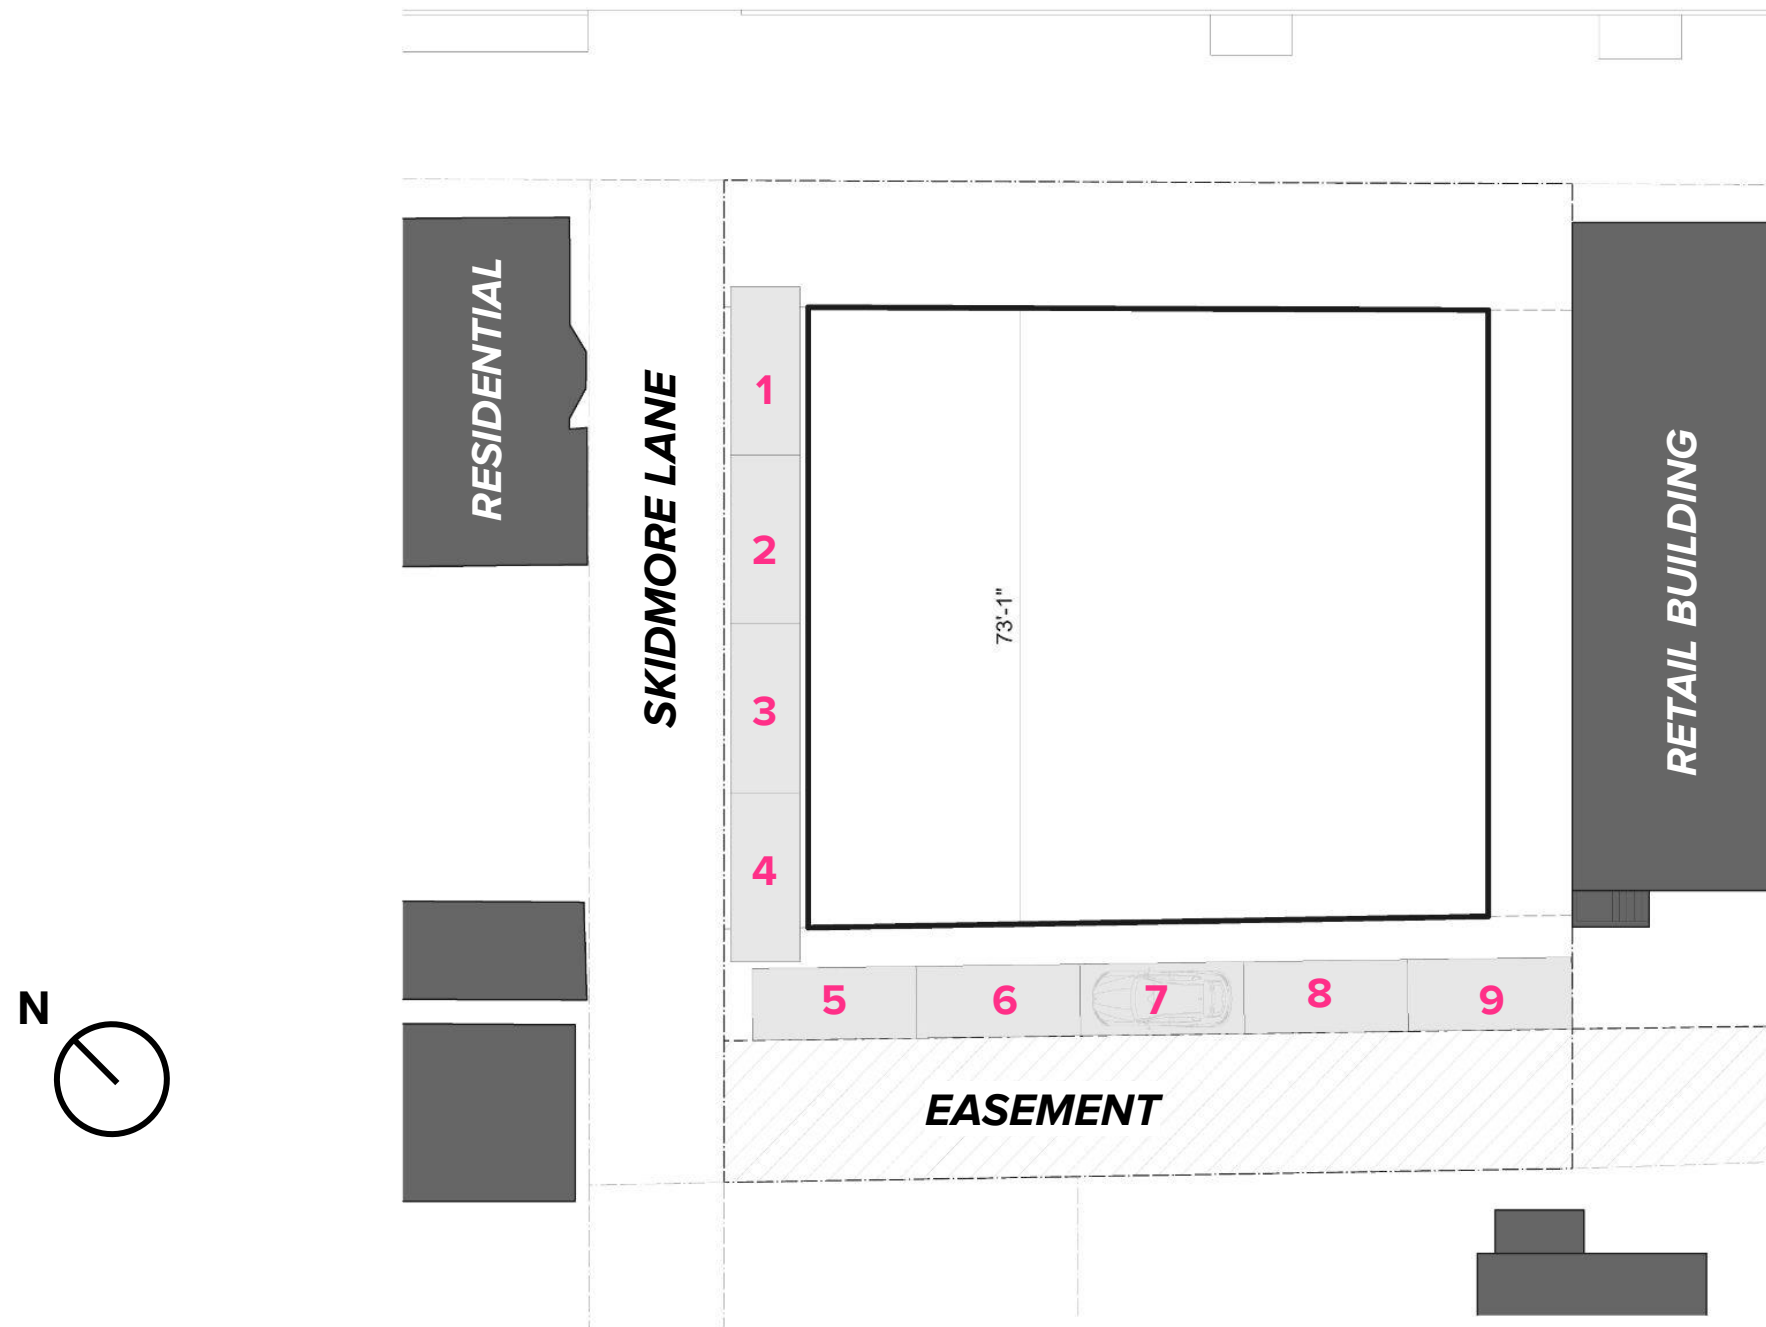 RESIDENTIAL
SKIDMORE LANE
1
2
3
4
73'-1"
RETAIL BUILDING
5
6
7
8
9
EASEMENT
N